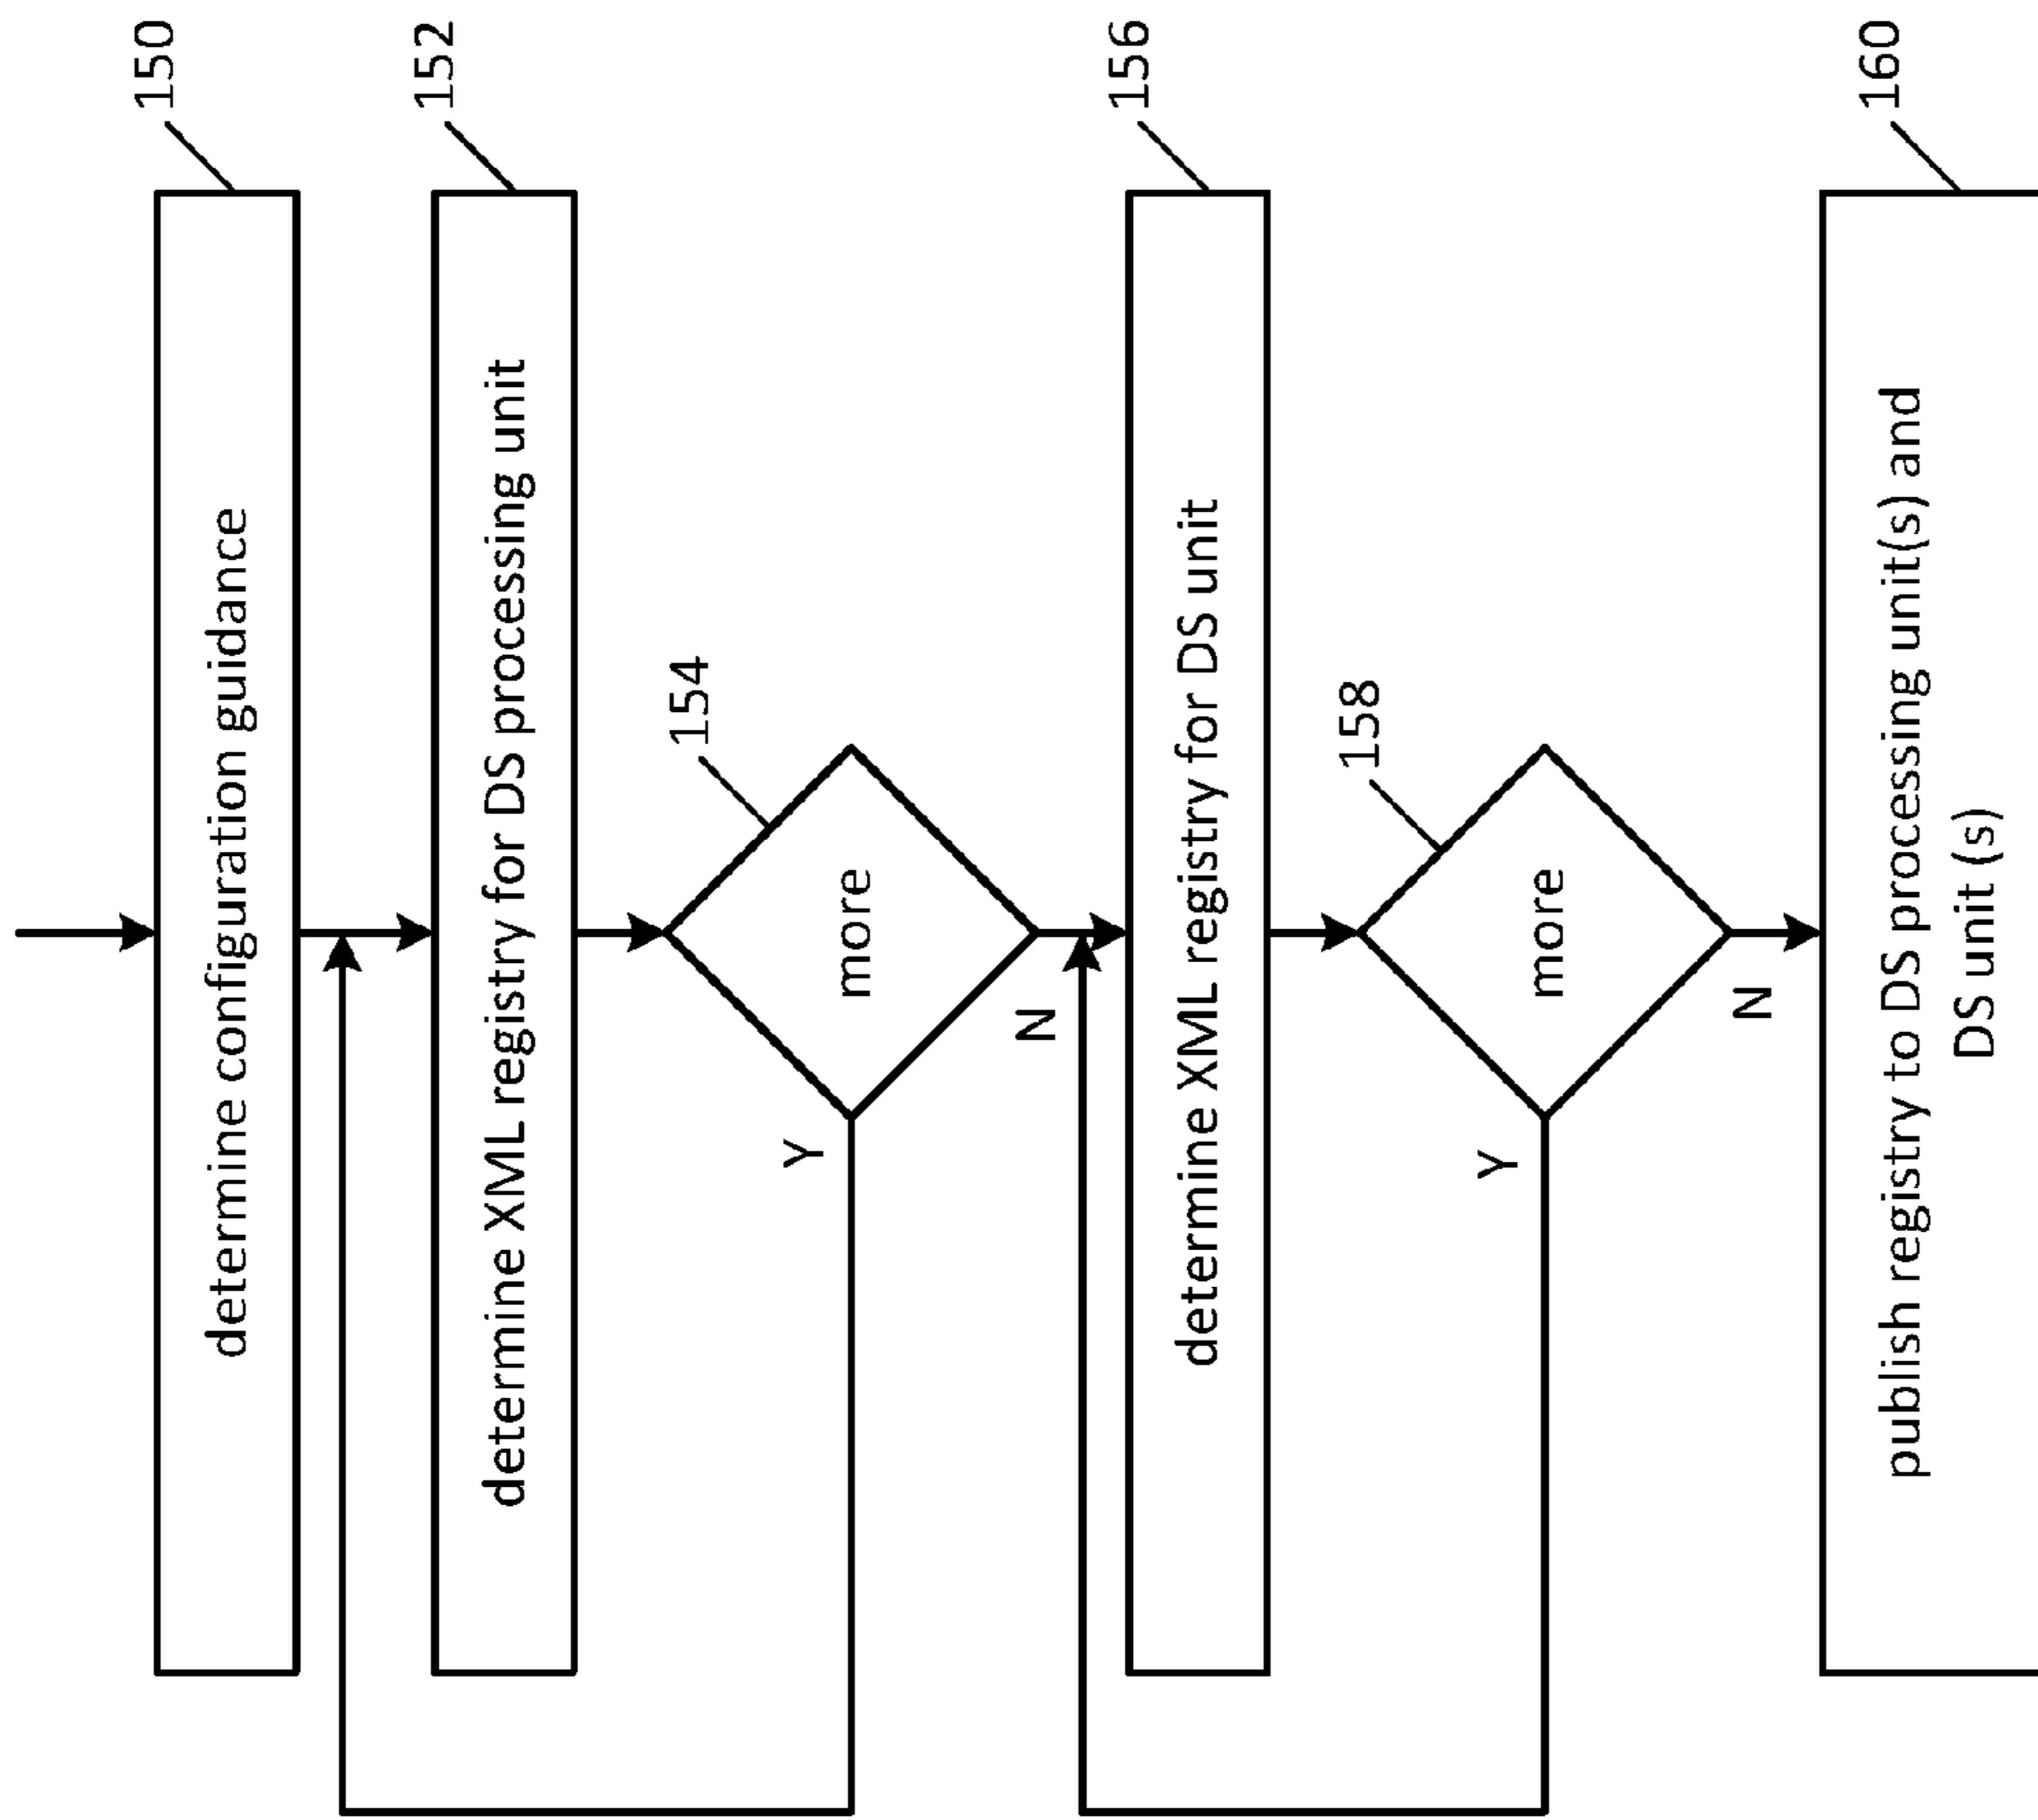 150
determine configuration guidance
152
determine XML registry for DS processing unit
154
more
Y
N
156
determine XML registry for DS unit
158
more
Y
N
160
publish registry to DS processing unit(s) and
DS unit (s)